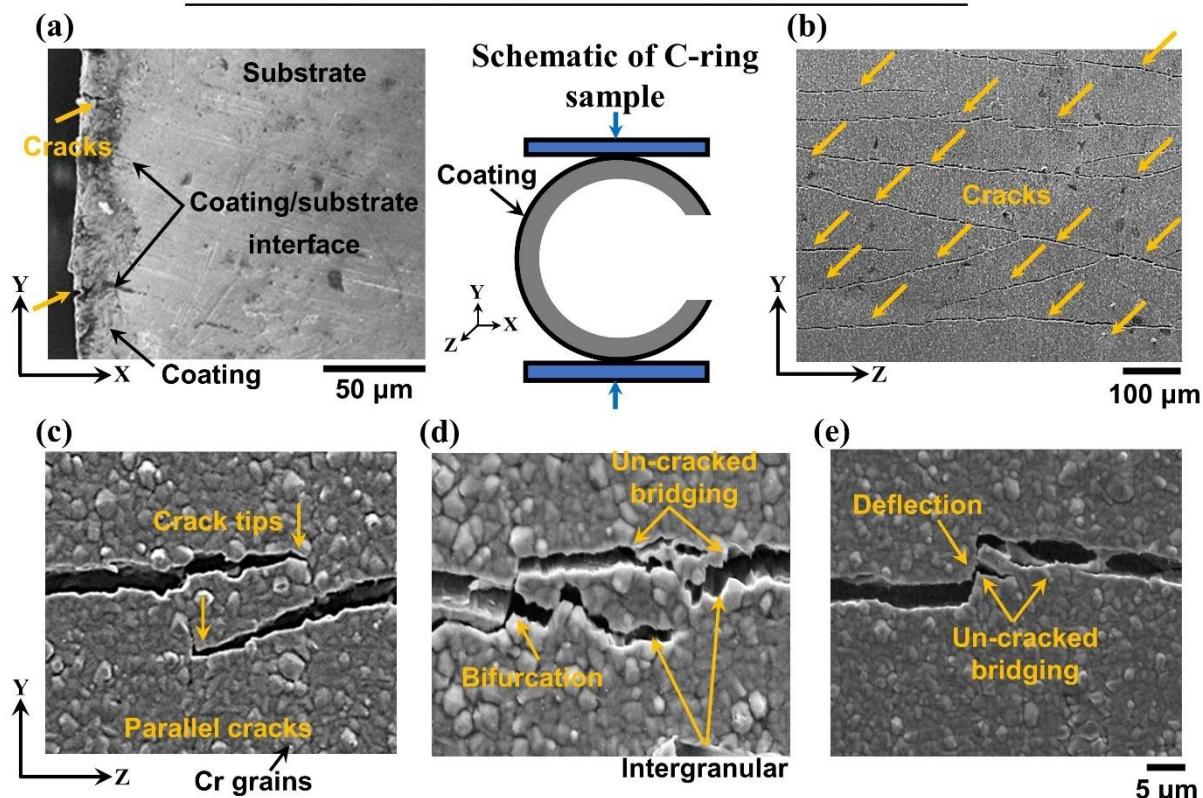 (a)
Substrate
Cracks
Coating/substrate
interface
Coating
Y
X
50 μm
Schematic of C-ring
sample
Coating
Y
X
Z
(b)
Cracks
Y
Z
100 μm
(c)
Crack tips
Parallel cracks
Cr grains
Y
Z
(d)
Un-cracked
bridging
Bifurcation
Intergranular
(e)
Deflection
Un-cracked
bridging
5 μm